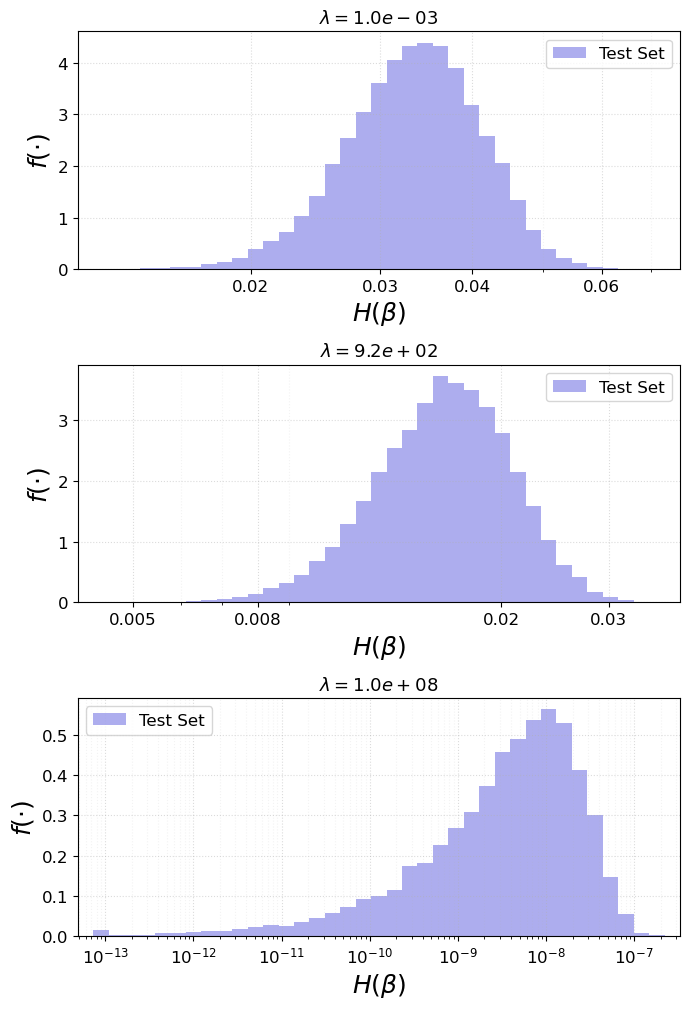 λ = 1.0e − 03
Test Set
f(·)
4
3
2
1
0
0.02 0.03 0.04 0.06
H(β)
λ = 9.2e + 02
Test Set
f(·)
3
2
1
0
0.005 0.008 0.02 0.03
H(β)
λ = 1.0e + 08
Test Set
f(·)
0.5
0.4
0.3
0.2
0.1
0.0
10⁻¹³ 10⁻¹² 10⁻¹¹ 10⁻¹⁰ 10⁻⁹ 10⁻⁸ 10⁻⁷
H(β)